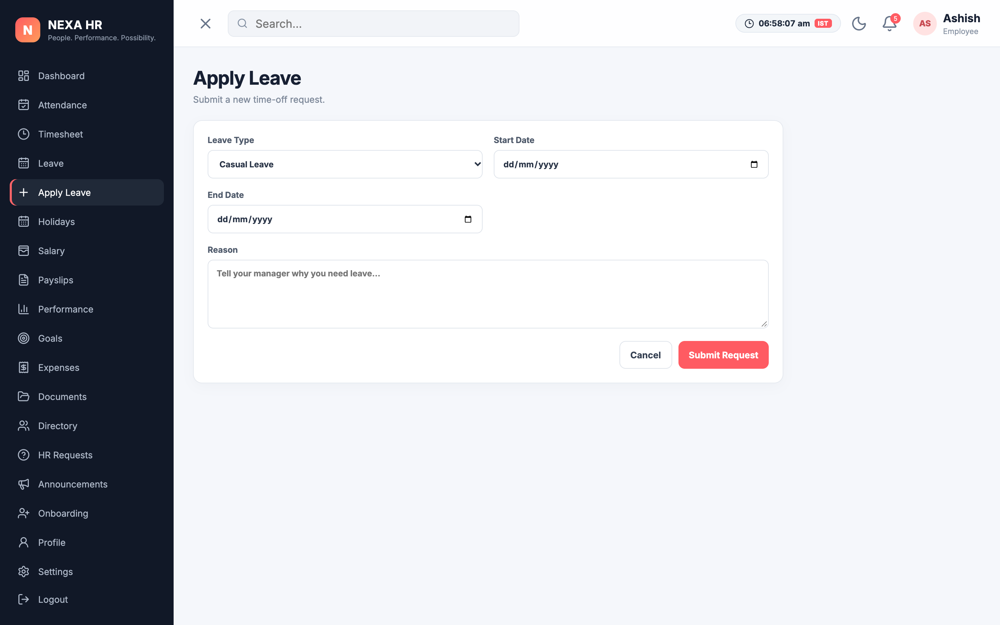 N
NEXA HR
People. Performance. Possibility.
Dashboard
Attendance
Timesheet
Leave
Apply Leave
Holidays
Salary
Payslips
Performance
Goals
Expenses
Documents
Directory
HR Requests
Announcements
Onboarding
Profile
Settings
Logout
Search...
06:58:07 am IST
5
AS
Ashish
Employee
Apply Leave
Submit a new time-off request.
Leave Type
Casual Leave
Start Date
dd/mm/yyyy
End Date
dd/mm/yyyy
Reason
Tell your manager why you need leave...
Cancel
Submit Request